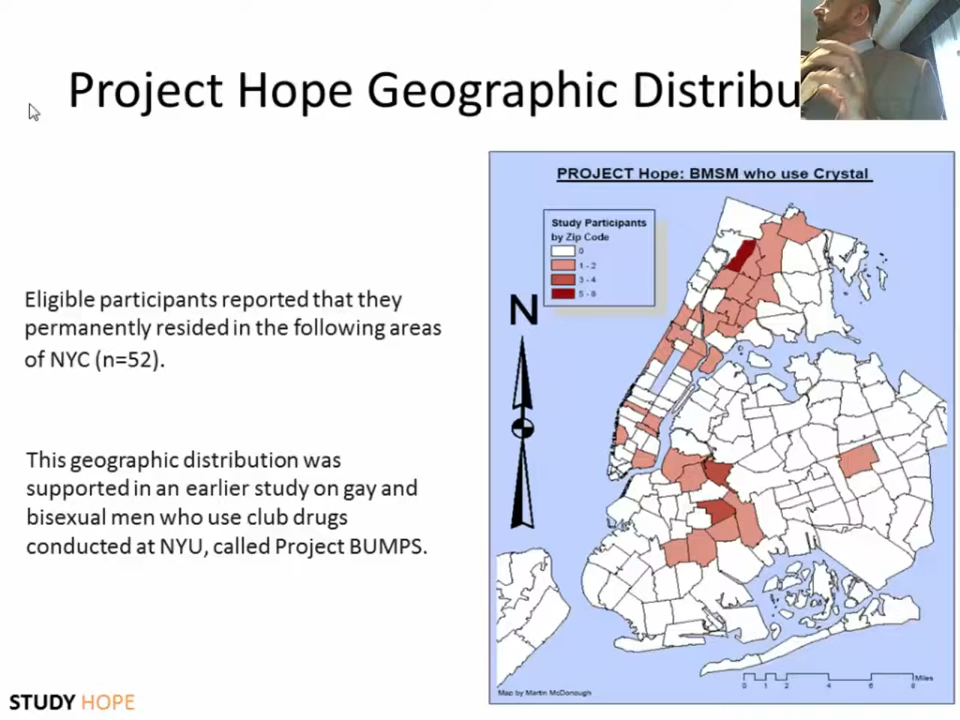 Project Hope Geographic Distribu
PROJECT Hope: BMSM who use Crystal
Study Participants
by Zip Code
0
1 - 2
3 - 4
5 - 8
N
Eligible participants reported that they
permanently resided in the following areas
of NYC (n=52).
This geographic distribution was
supported in an earlier study on gay and
bisexual men who use club drugs
conducted at NYU, called Project BUMPS.
Miles
0 1 2 4 6 8
Map by Martin McDonough
STUDY HOPE